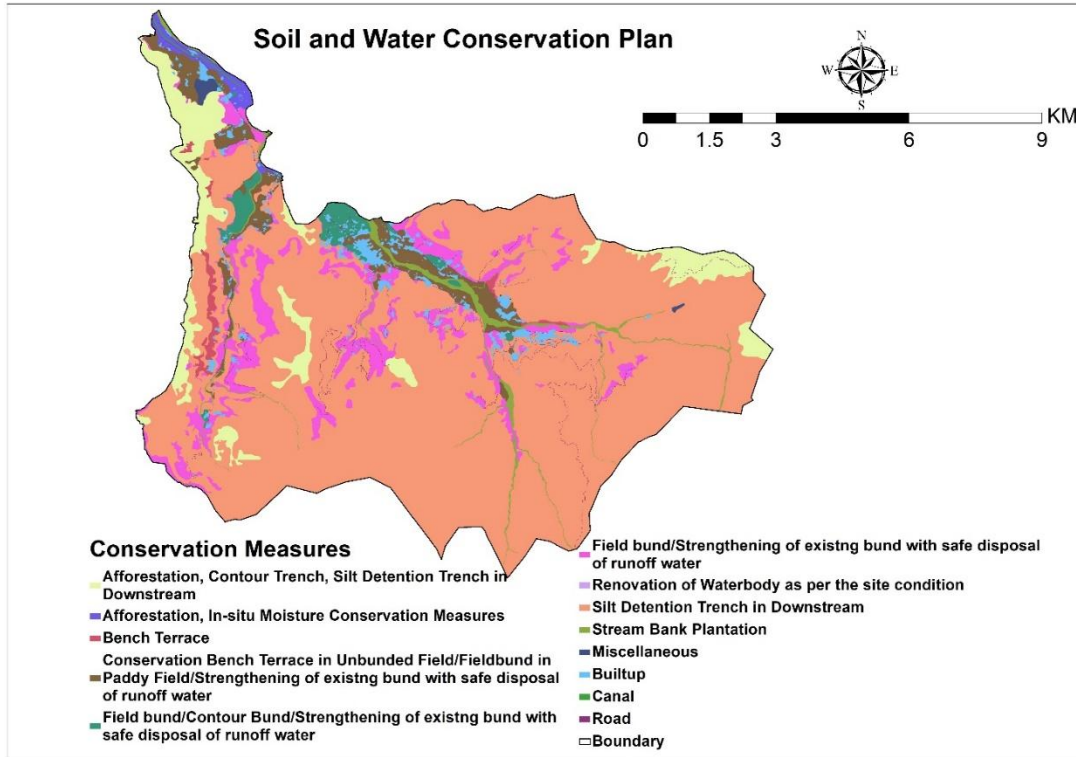 Soil and Water Conservation Plan
N
W E
S
KM
0 1.5 3 6 9
Conservation Measures
Afforestation, Contour Trench, Silt Detention Trench in
Downstream
Afforestation, In-situ Moisture Conservation Measures
Bench Terrace
Conservation Bench Terrace in Unbunded Field/Fieldbund in
Paddy Field/Strengthening of existng bund with safe disposal
of runoff water
Field bund/Contour Bund/Strengthening of existng bund with
safe disposal of runoff water
Field bund/Strengthening of existng bund with safe disposal
of runoff water
Renovation of Waterbody as per the site condition
Silt Detention Trench in Downstream
Stream Bank Plantation
Miscellaneous
Builtup
Canal
Road
Boundary